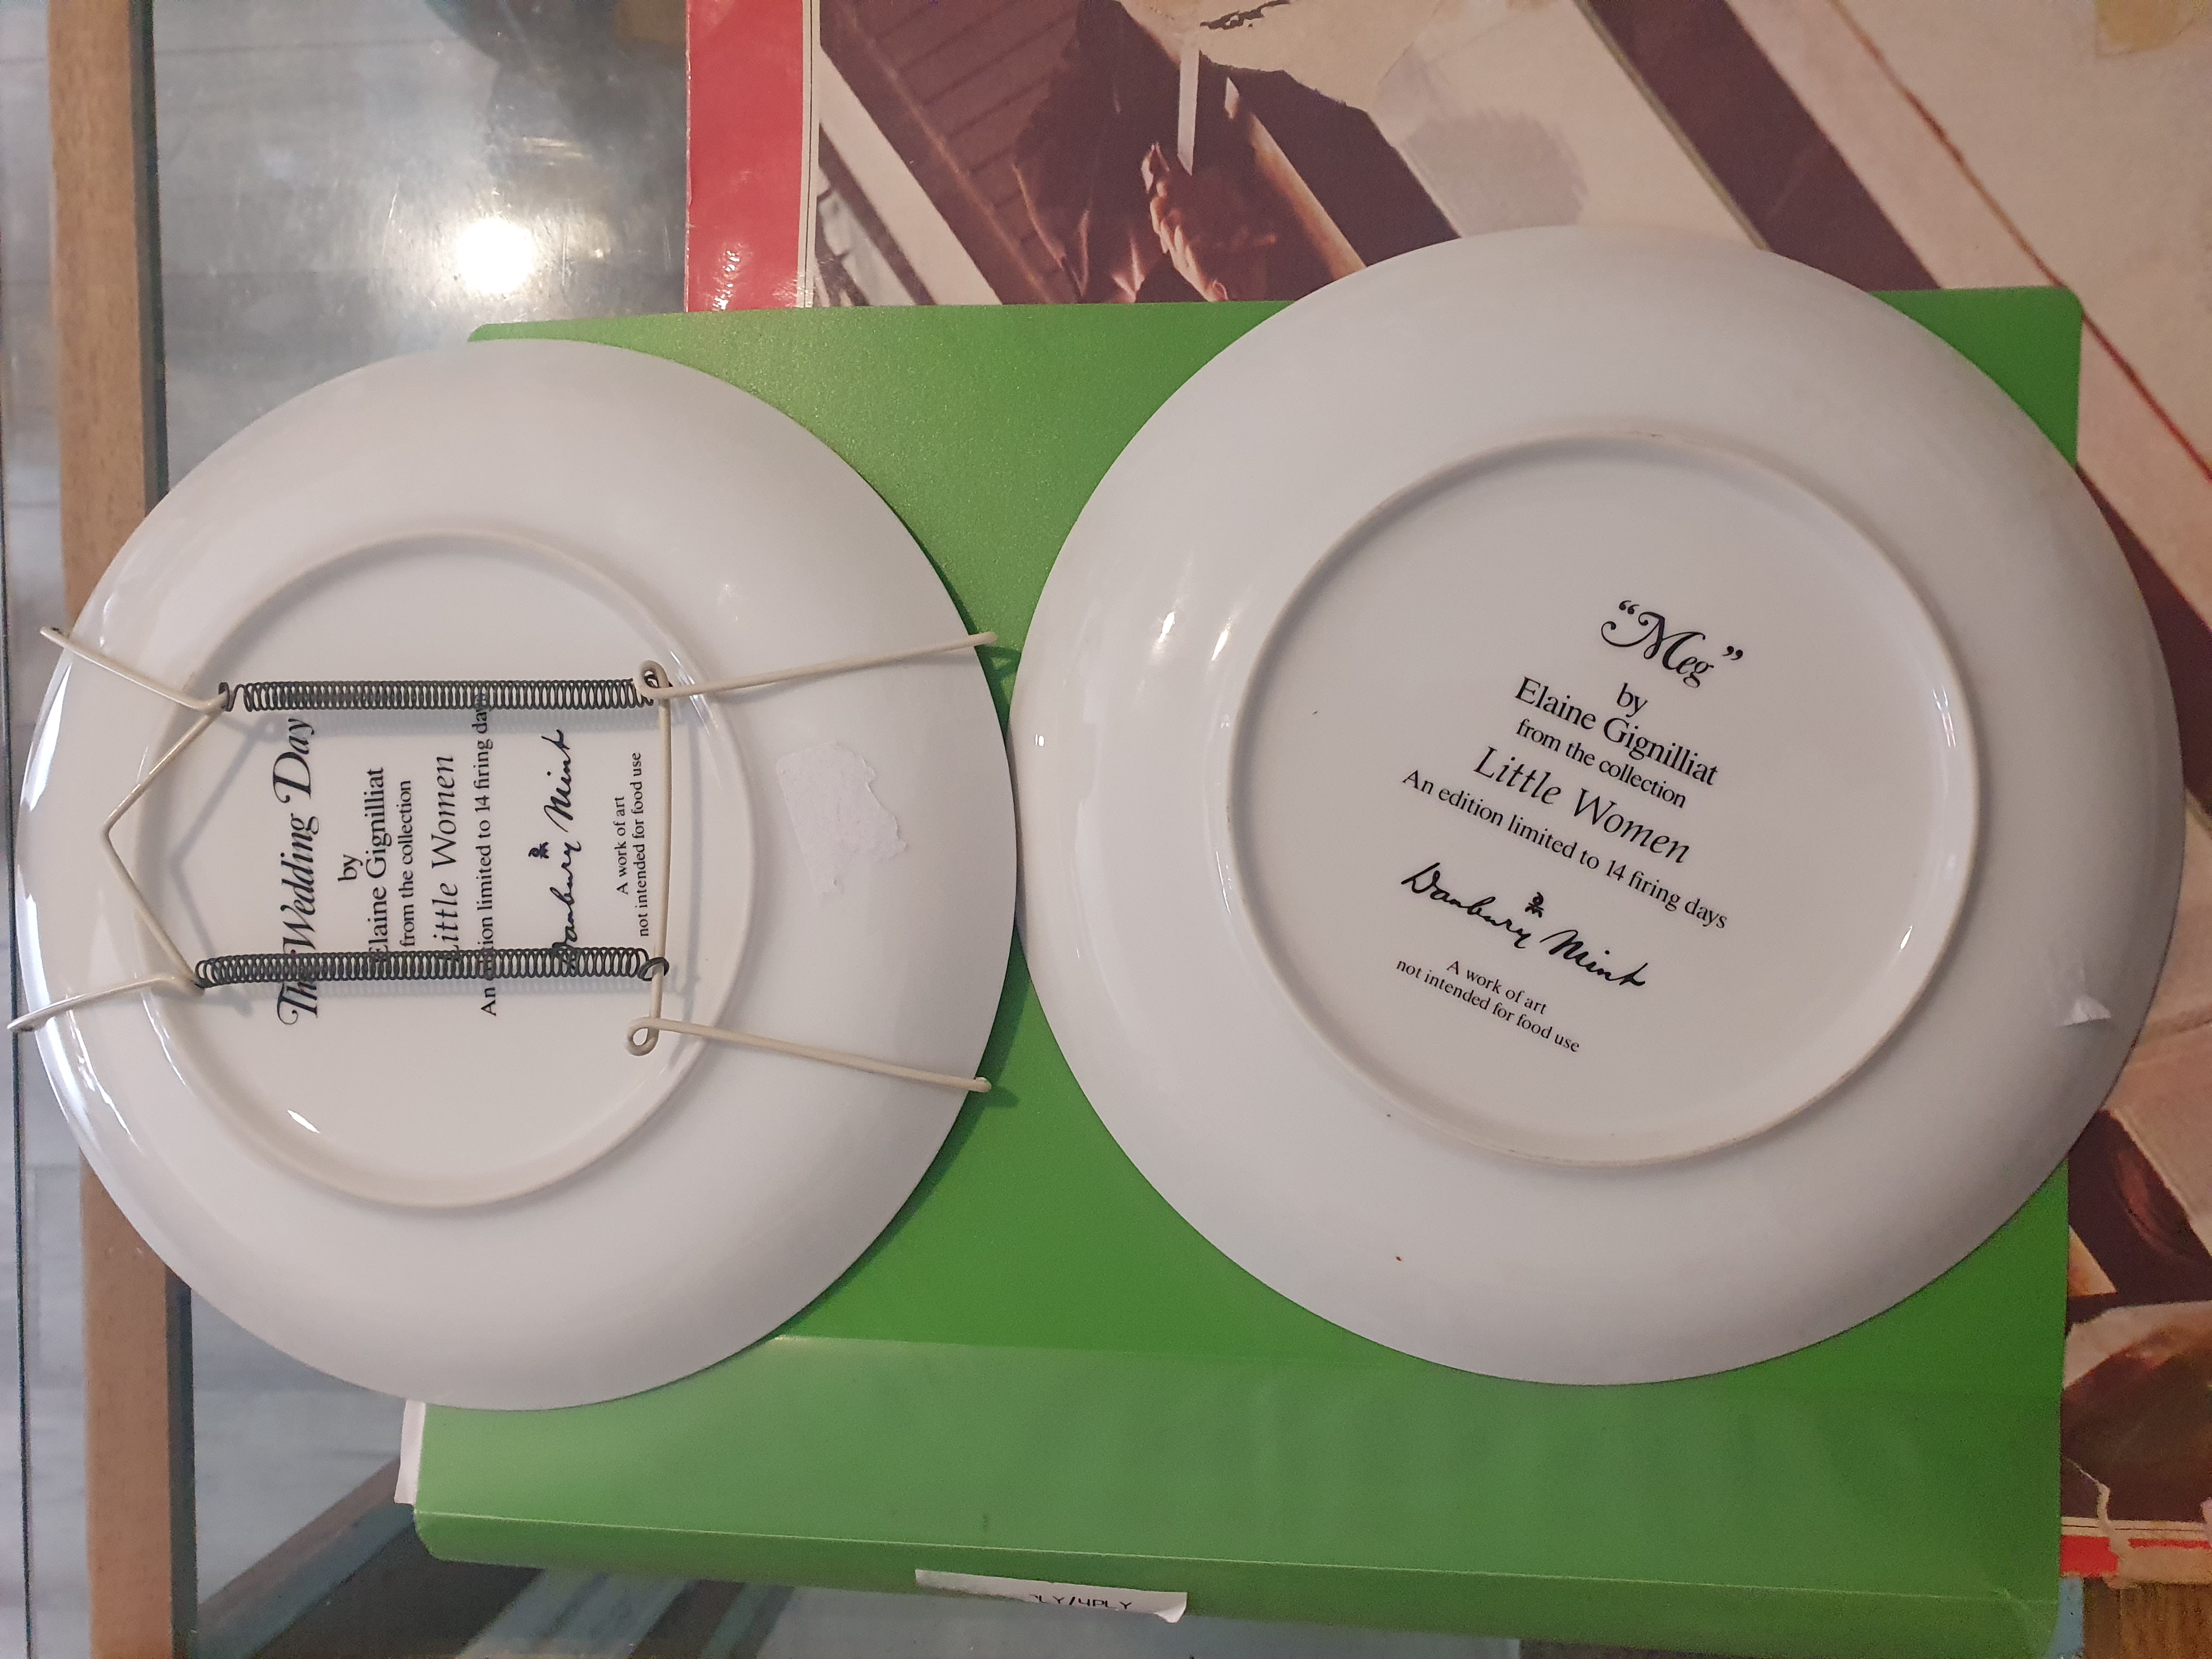 The Wedding Day
by
Elaine Gignilliat
from the collection
Little Women
An edition limited to 14 firing days
Danbury Mint
A work of art
not intended for food use
“Meg”
by
Elaine Gignilliat
from the collection
Little Women
An edition limited to 14 firing days
Danbury Mint
A work of art
not intended for food use
/4PLY